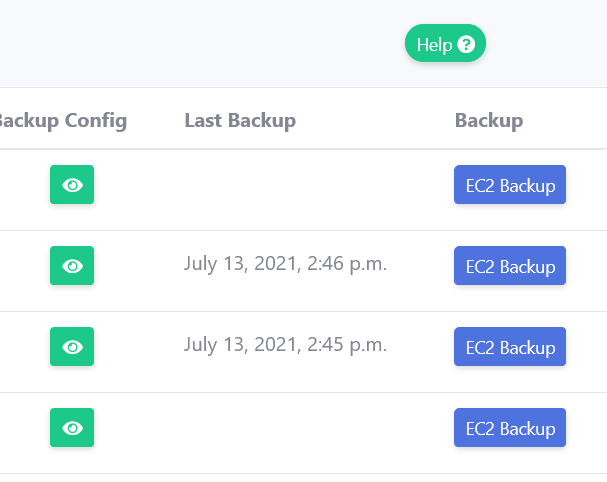 Help
Backup Config Last Backup Backup
EC2 Backup
July 13, 2021, 2:46 p.m. EC2 Backup
July 13, 2021, 2:45 p.m. EC2 Backup
EC2 Backup